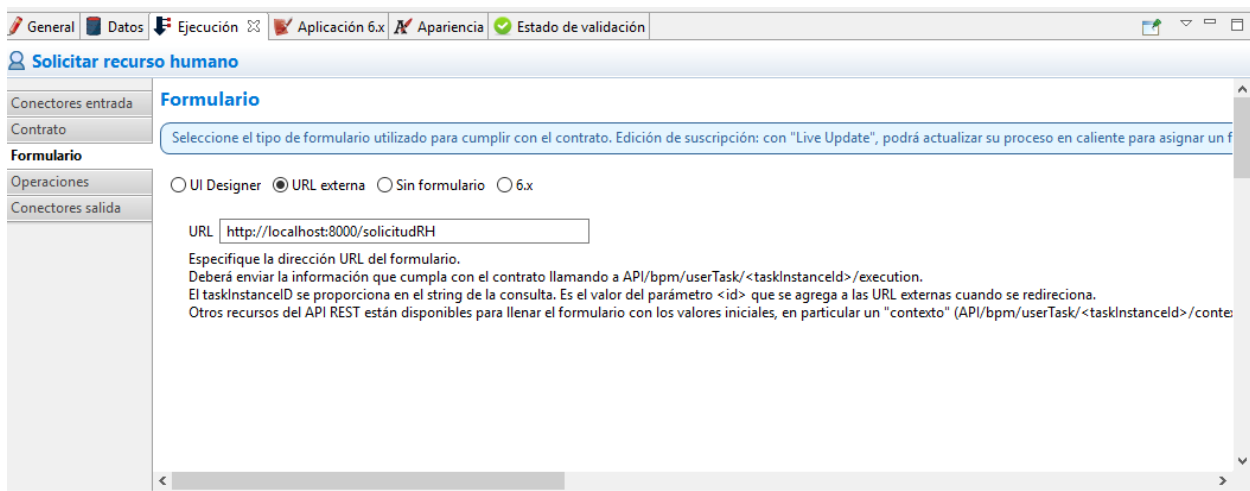 General Datos Ejecución Aplicación 6.x Apariencia Estado de validación
Solicitar recurso humano
Conectores entrada
Contrato
Formulario
Operaciones
Conectores salida
Formulario
Seleccione el tipo de formulario utilizado para cumplir con el contrato. Edición de suscripción: con "Live Update", podrá actualizar su proceso en caliente para asignar un f
UI Designer URL externa Sin formulario 6.x
URL http://localhost:8000/solicitudRH
Especifique la dirección URL del formulario.
Deberá enviar la información que cumpla con el contrato llamando a API/bpm/userTask/<taskInstanceId>/execution.
El taskInstanceID se proporciona en el string de la consulta. Es el valor del parámetro <id> que se agrega a las URL externas cuando se redireciona.
Otros recursos del API REST están disponibles para llenar el formulario con los valores iniciales, en particular un "contexto" (API/bpm/userTask/<taskInstanceId>/conte